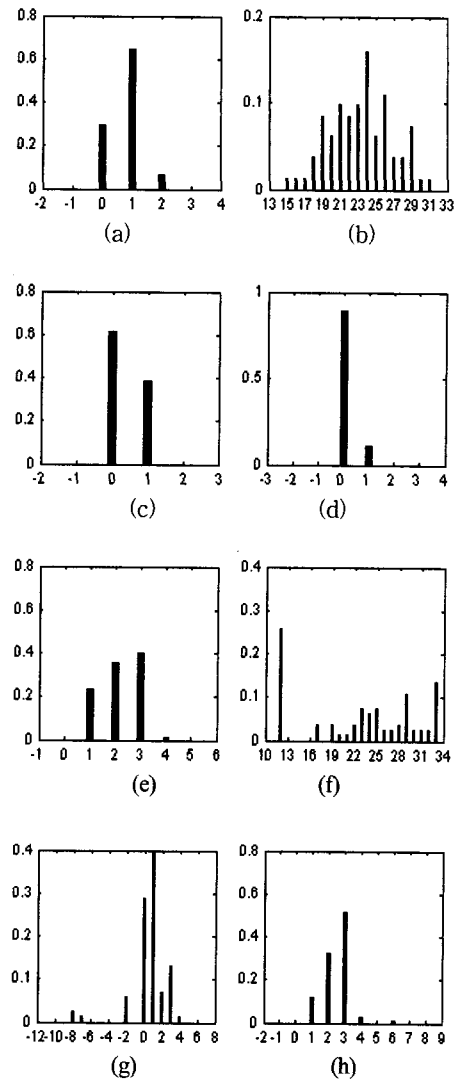 0.8
0.6
0.4
0.2
0
-2 -1 0 1 2 3 4
(a)
0.2
0.1
0
13 15 17 19 21 23 25 27 29 31 33
(b)
0.8
0.6
0.4
0.2
0
-2 -1 0 1 2 3
(c)
1
0.5
0
-3 -2 -1 0 1 2 3 4
(d)
0.8
0.6
0.4
0.2
0
-1 0 1 2 3 4 5 6
(e)
0.4
0.3
0.2
0.1
0
10 13 16 19 22 25 28 31 34
(f)
0.4
0.3
0.2
0.1
0
-12 -10 -8 -6 -4 -2 0 2 4 6 8
(g)
0.8
0.6
0.4
0.2
0
-2 -1 0 1 2 3 4 5 6 7 8 9
(h)